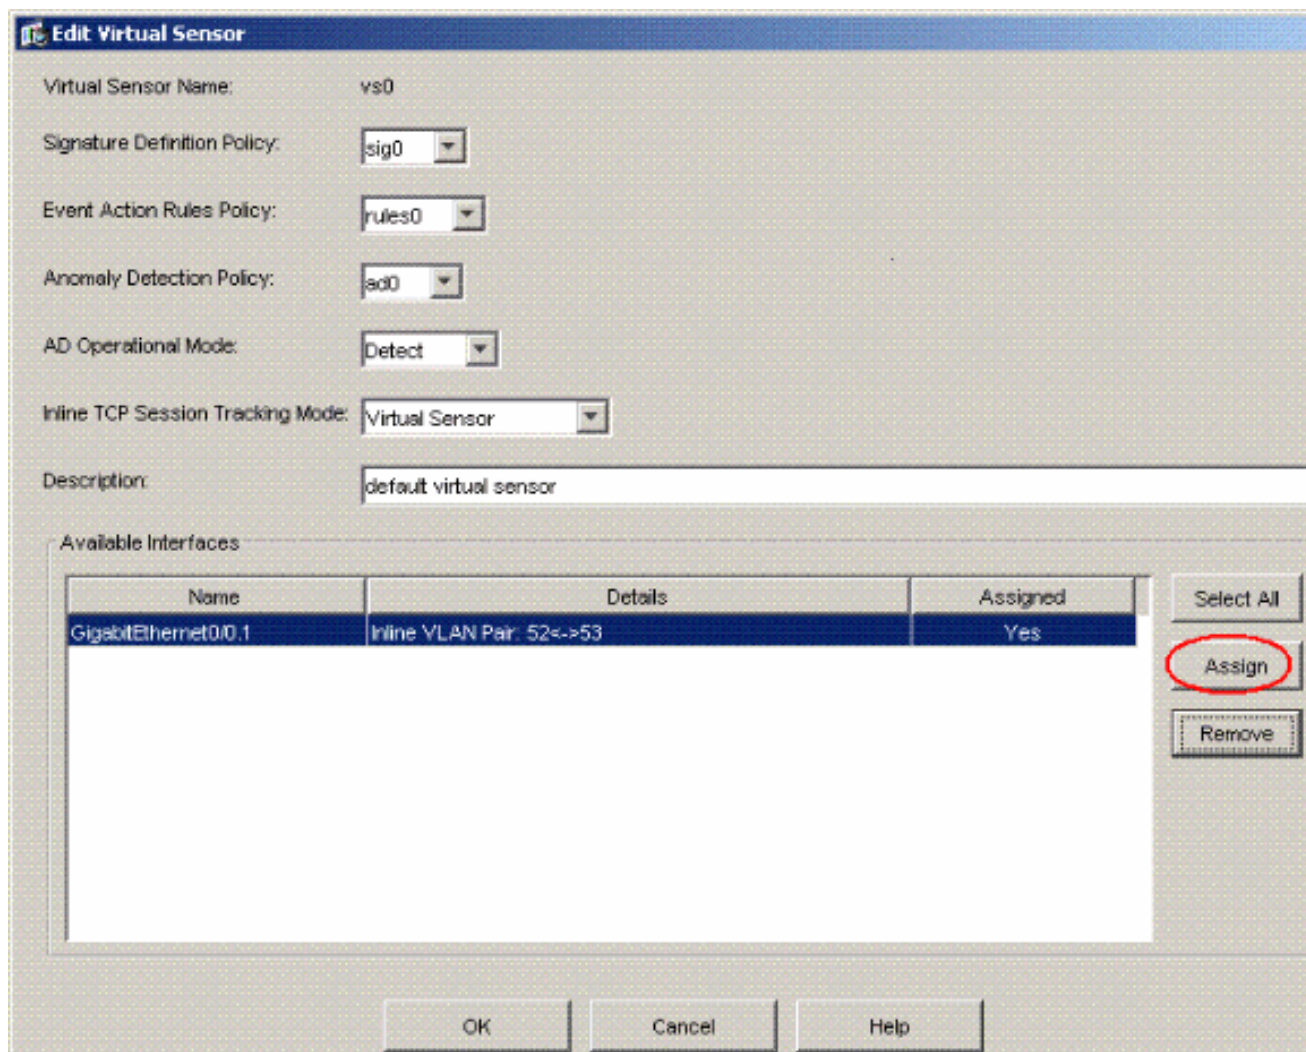 Edit Virtual Sensor
Virtual Sensor Name: vs0
Signature Definition Policy: sig0
Event Action Rules Policy: rules0
Anomaly Detection Policy: ad0
AD Operational Mode: Detect
Inline TCP Session Tracking Mode: Virtual Sensor
Description: default virtual sensor
Available Interfaces
Name Details Assigned
GigabitEthernet0/0.1 Inline VLAN Pair: 52<->53 Yes
Select All
Assign
Remove
OK Cancel Help